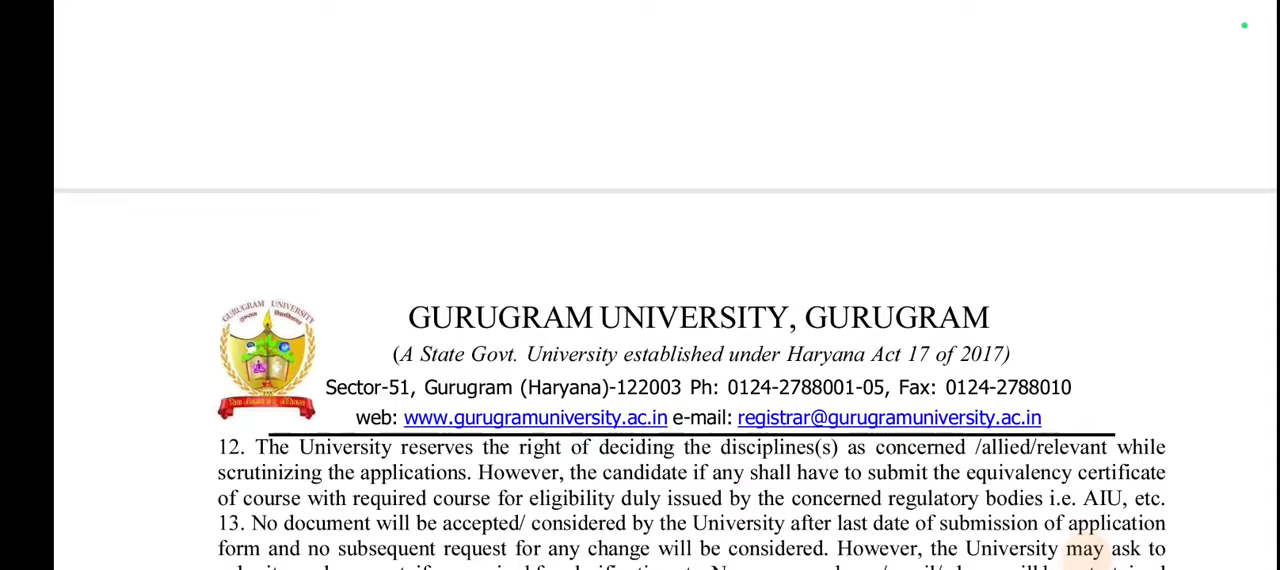 GURUGRAM UNIVERSITY
GURUGRAM UNIVERSITY, GURUGRAM
(A State Govt. University established under Haryana Act 17 of 2017)
Sector-51, Gurugram (Haryana)-122003 Ph: 0124-2788001-05, Fax: 0124-2788010
web: www.gurugramuniversity.ac.in e-mail: registrar@gurugramuniversity.ac.in
12. The University reserves the right of deciding the disciplines(s) as concerned /allied/relevant while
scrutinizing the applications. However, the candidate if any shall have to submit the equivalency certificate
of course with required course for eligibility duly issued by the concerned regulatory bodies i.e. AIU, etc.
13. No document will be accepted/ considered by the University after last date of submission of application
form and no subsequent request for any change will be considered. However, the University may ask to